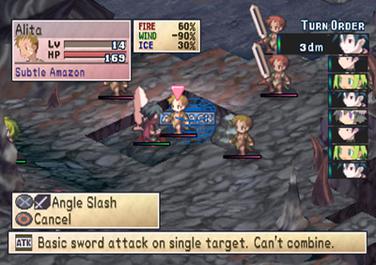 Alita
Lv 14
HP 169
Subtle Amazon
FIRE 60%
WIND -90%
ICE 30%
TURN ORDER
3dm
Angle Slash
Cancel
ATK Basic sword attack on single target. Can't combine.